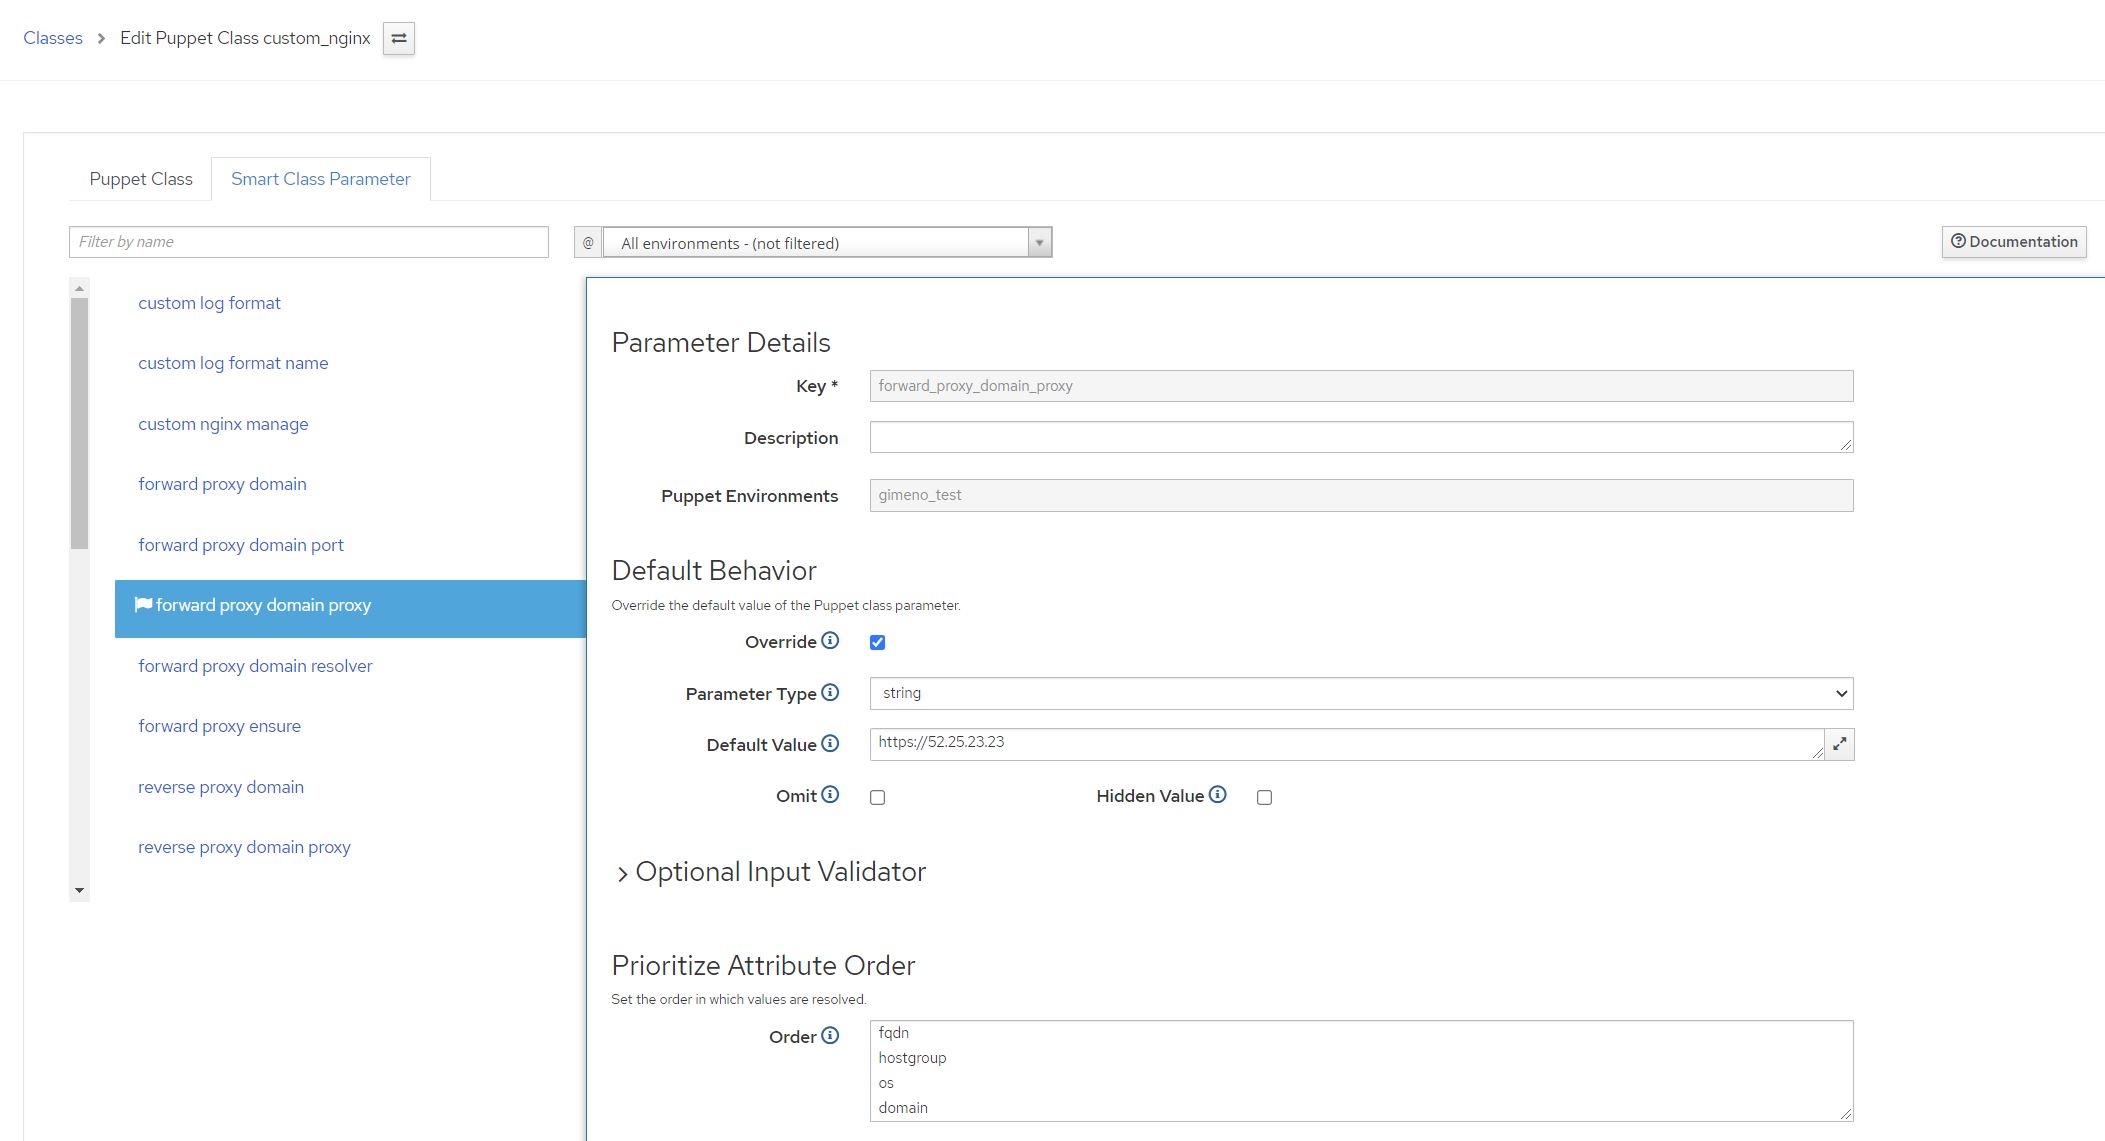 Classes > Edit Puppet Class custom_nginx
Puppet Class
Smart Class Parameter
Filter by name
@ All environments - (not filtered)
Documentation
custom log format
custom log format name
custom nginx manage
forward proxy domain
forward proxy domain port
forward proxy domain proxy
forward proxy domain resolver
forward proxy ensure
reverse proxy domain
reverse proxy domain proxy
Parameter Details
Key * forward_proxy_domain_proxy
Description
Puppet Environments gimeno_test
Default Behavior
Override the default value of the Puppet class parameter.
Override
Parameter Type string
Default Value https://52.25.23.23
Omit Hidden Value
> Optional Input Validator
Prioritize Attribute Order
Set the order in which values are resolved.
Order fqdn
hostgroup
os
domain